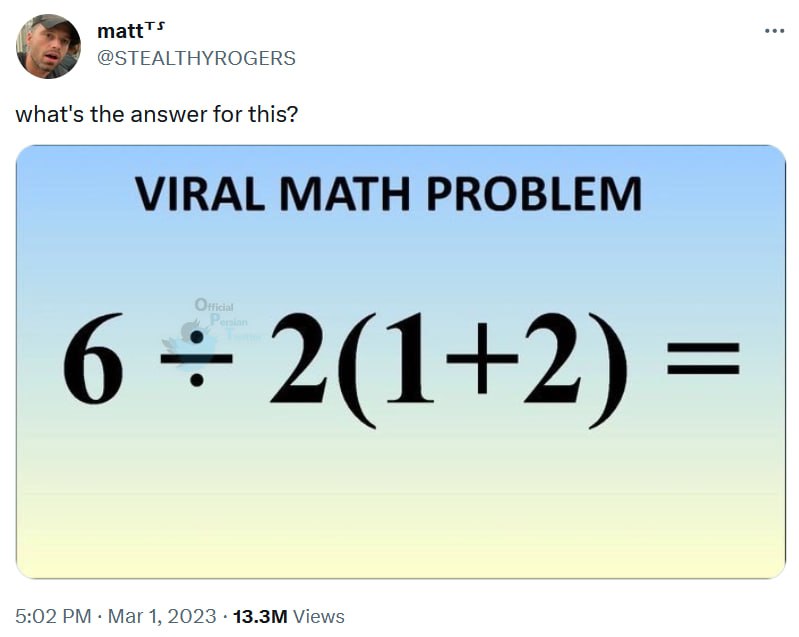 mattᵀˢ
@STEALTHYROGERS
what's the answer for this?
VIRAL MATH PROBLEM
Official
Persian
Twitter
6 ÷ 2(1+2) =
5:02 PM · Mar 1, 2023 · 13.3M Views